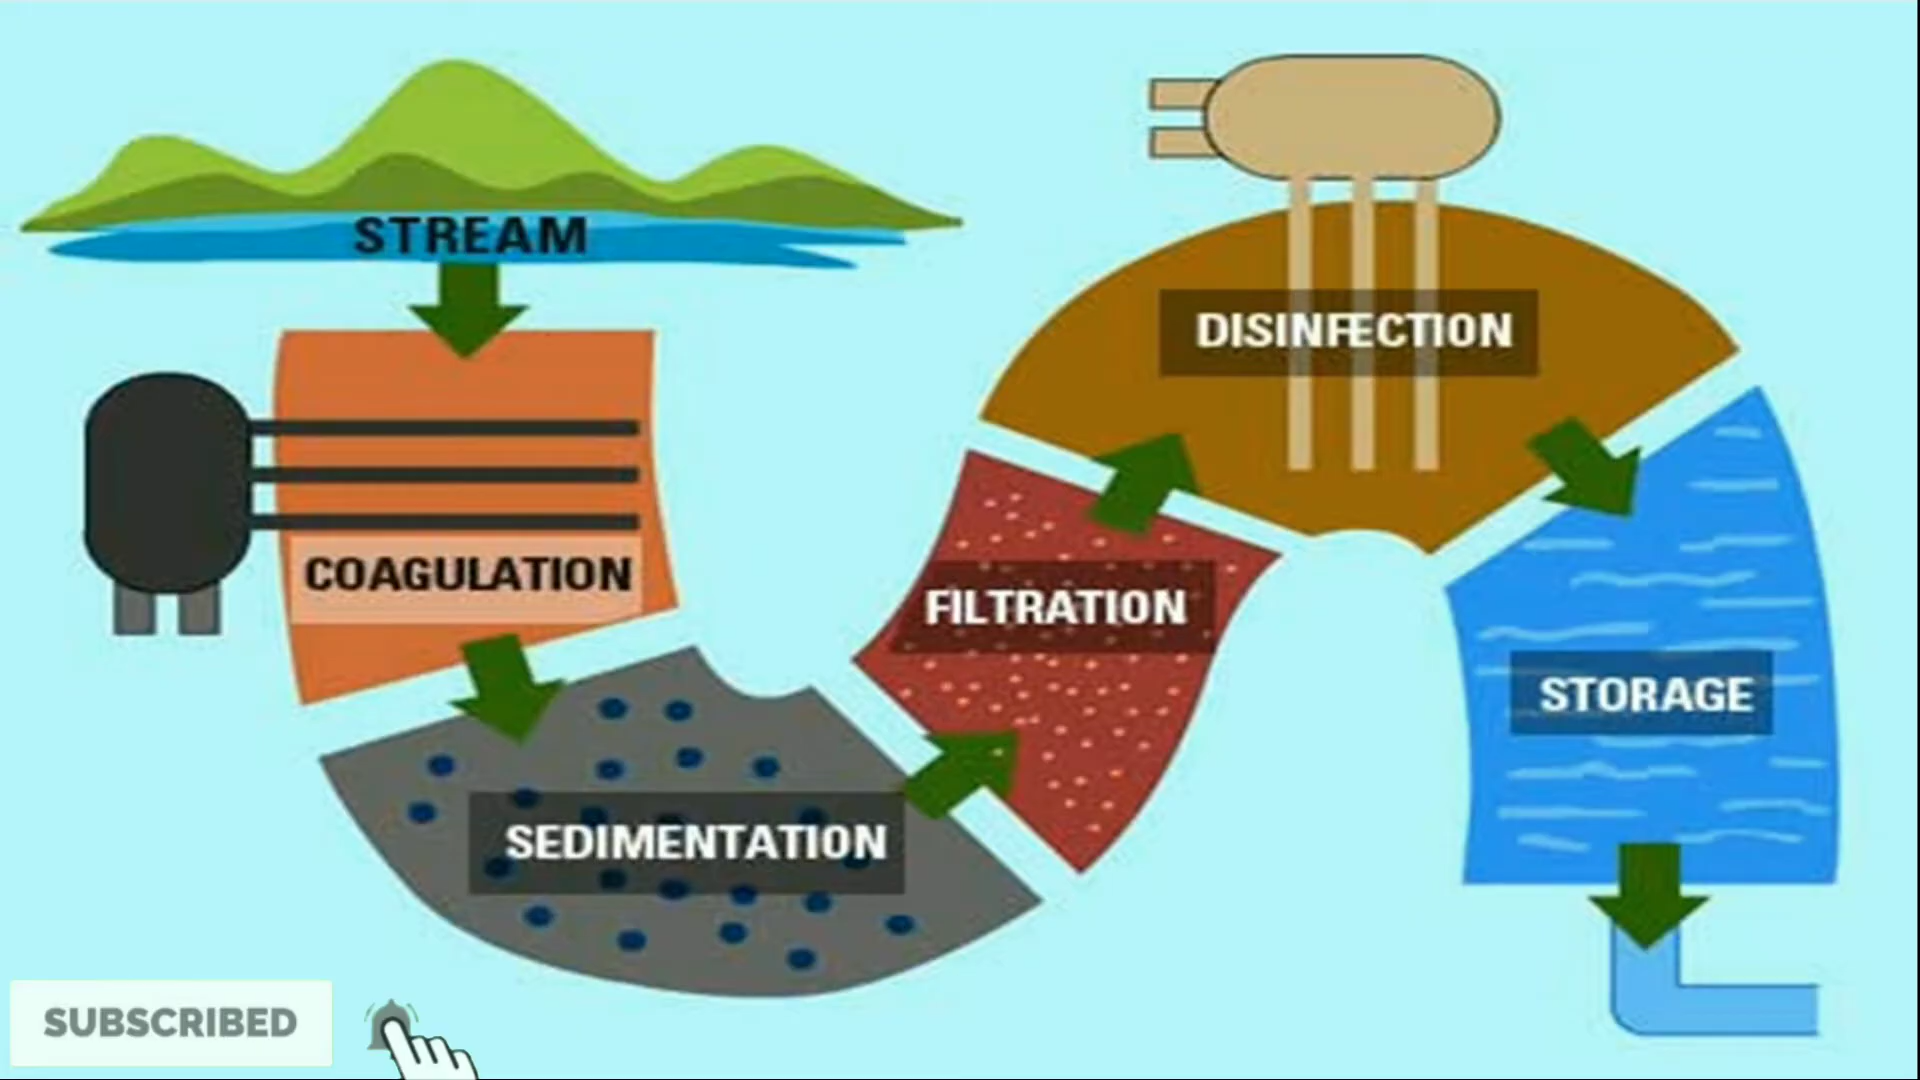 STREAM
COAGULATION
SEDIMENTATION
FILTRATION
DISINFECTION
STORAGE
SUBSCRIBED